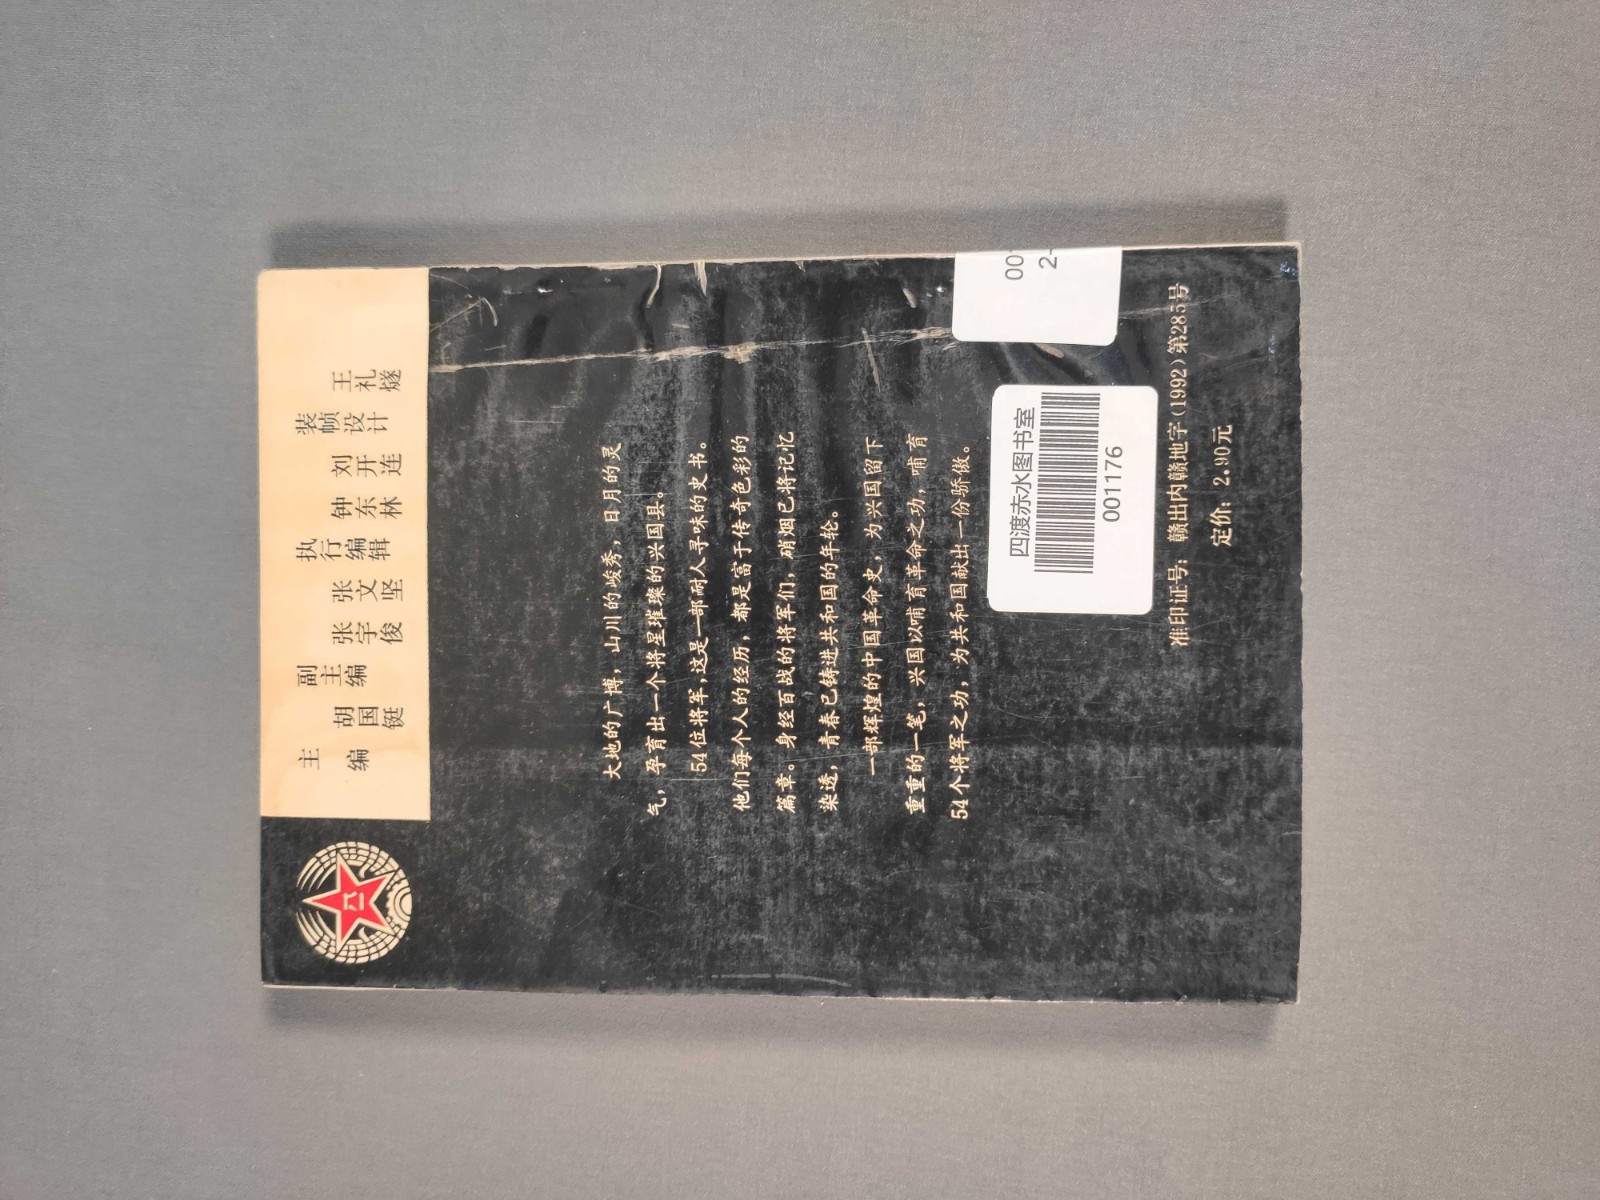 主编
胡国铤
副主编
张宇俊
张文坚
执行编辑
钟东林
刘开连
装帧设计
王礼燧
八一
大地的广博，山川的峻秀，日月的灵
气，孕育出一个将星璀璨的兴国县。
54位将军，这是一部耐人寻味的史书。
他们每个人的经历，都是富于传奇色彩的
篇章。身经百战的将军们，硝烟已将记忆
染透，青春已铸进共和国的年轮。
一部辉煌的中国革命史，为兴国留下
重重的一笔，兴国以哺育革命之功，哺育
54个将军之功，为共和国献出一份骄傲。
四渡赤水图书室
001176
00
2-
准印证号：赣出内赣地字(1992)第285号
定价：2.90元